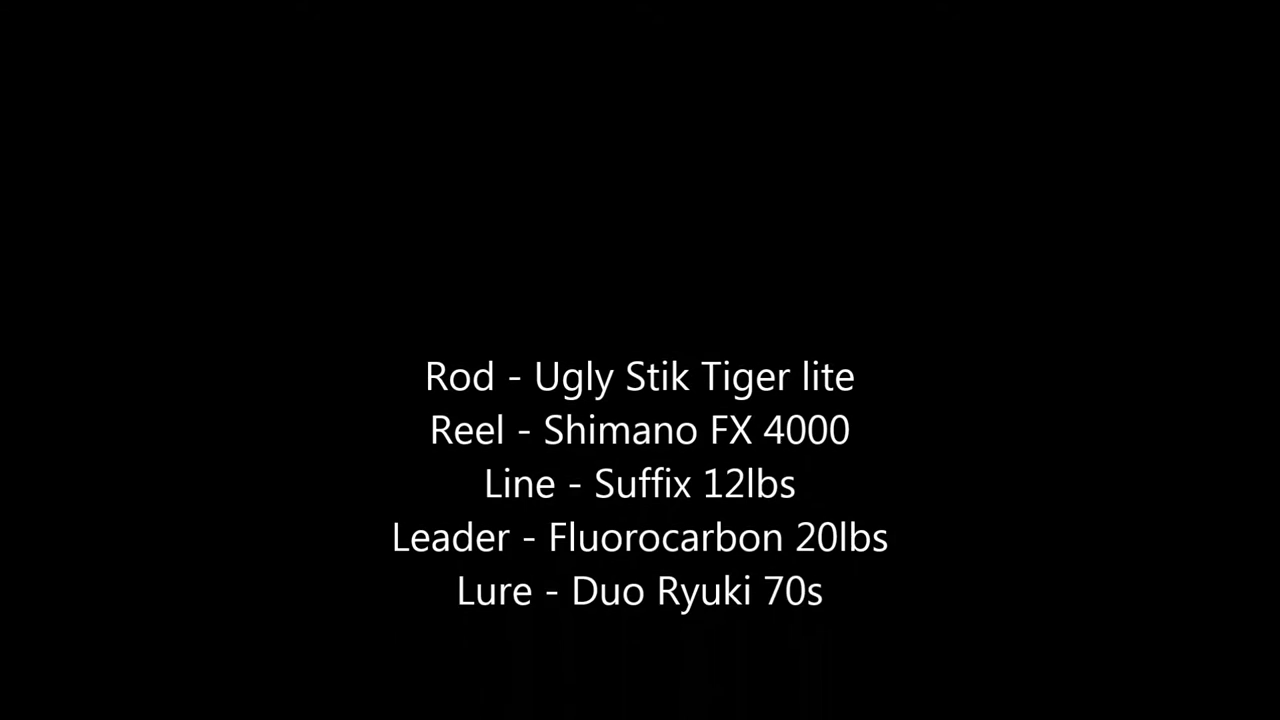 Rod - Ugly Stik Tiger lite
Reel - Shimano FX 4000
Line - Suffix 12lbs
Leader - Fluorocarbon 20lbs
Lure - Duo Ryuki 70s